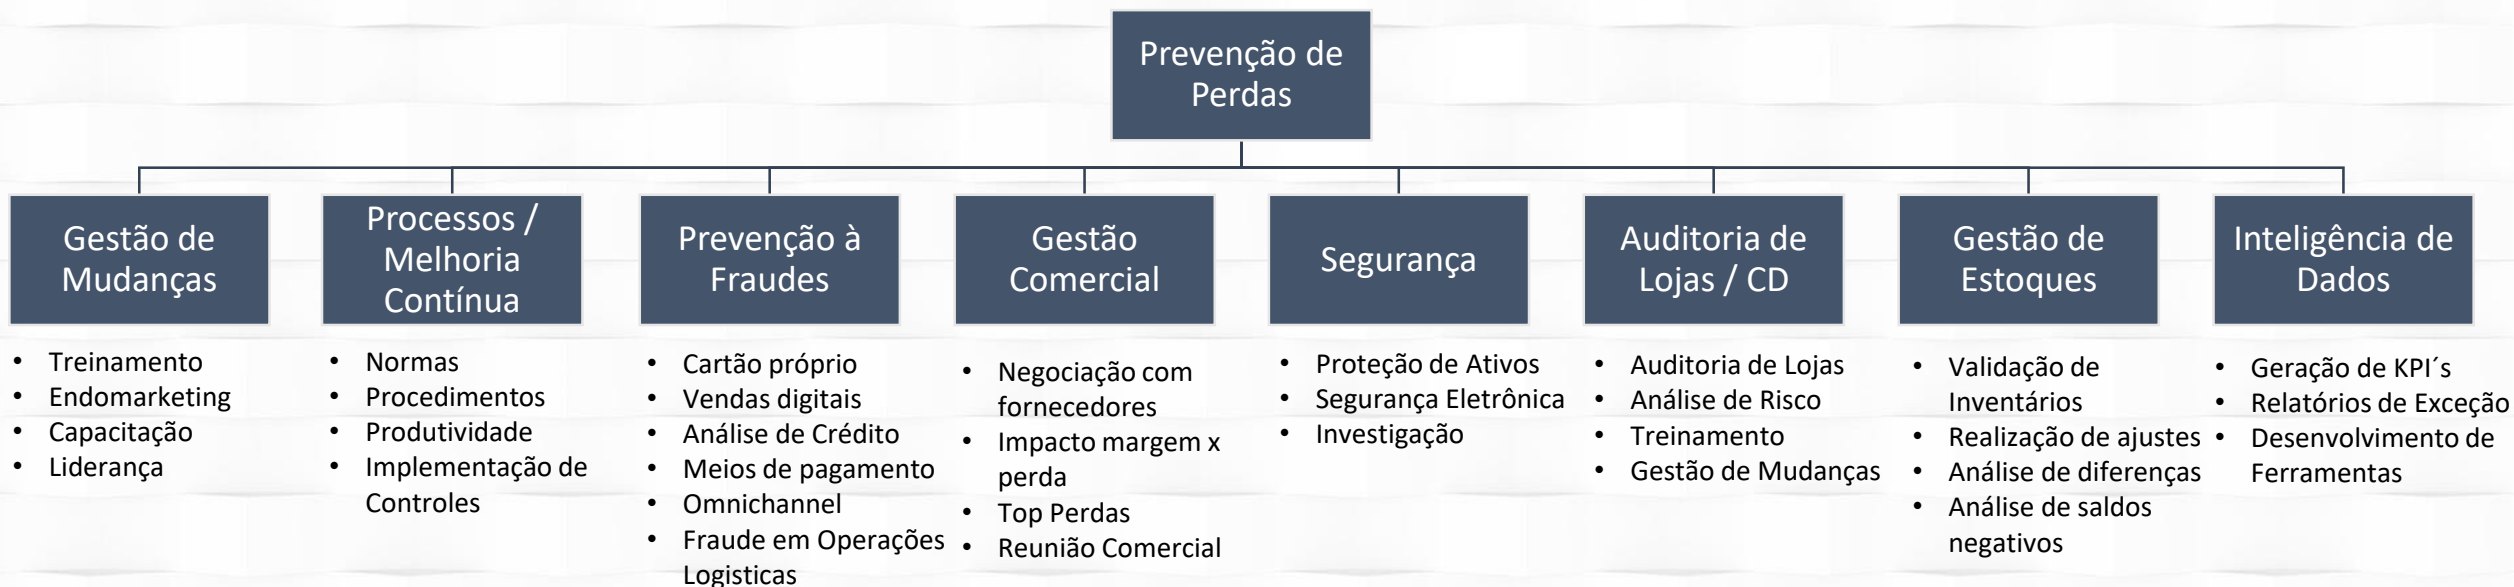 Prevenção de
Perdas
Gestão de
Mudanças
Processos /
Melhoria
Contínua
Prevenção à
Fraudes
Gestão
Comercial
Segurança
Auditoria de
Lojas / CD
Gestão de
Estoques
Inteligência de
Dados
• Treinamento
• Endomarketing
• Capacitação
• Liderança
• Normas
• Procedimentos
• Produtividade
• Implementação de
Controles
• Cartão próprio
• Vendas digitais
• Análise de Crédito
• Meios de pagamento
• Omnichannel
• Fraude em Operações
Logisticas
• Negociação com
fornecedores
• Impacto margem x
perda
• Top Perdas
• Reunião Comercial
• Proteção de Ativos
• Segurança Eletrônica
• Investigação
• Auditoria de Lojas
• Análise de Risco
• Treinamento
• Gestão de Mudanças
• Validação de
Inventários
• Realização de ajustes
• Análise de diferenças
• Análise de saldos
negativos
• Geração de KPI´s
• Relatórios de Exceção
• Desenvolvimento de
Ferramentas